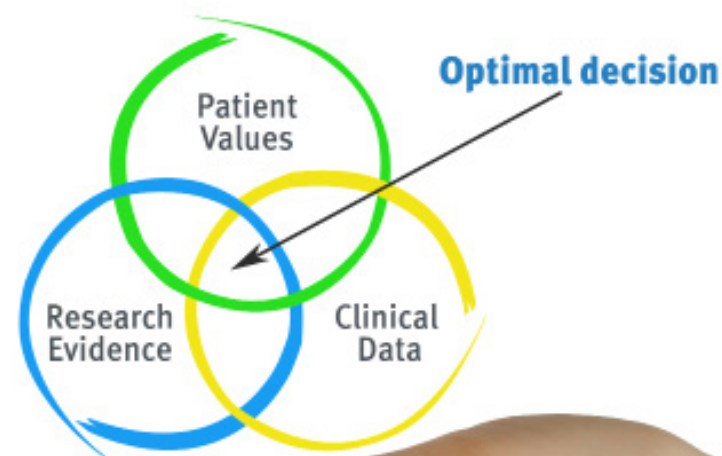 Optimal decision
Patient
Values
Research
Evidence
Clinical
Data